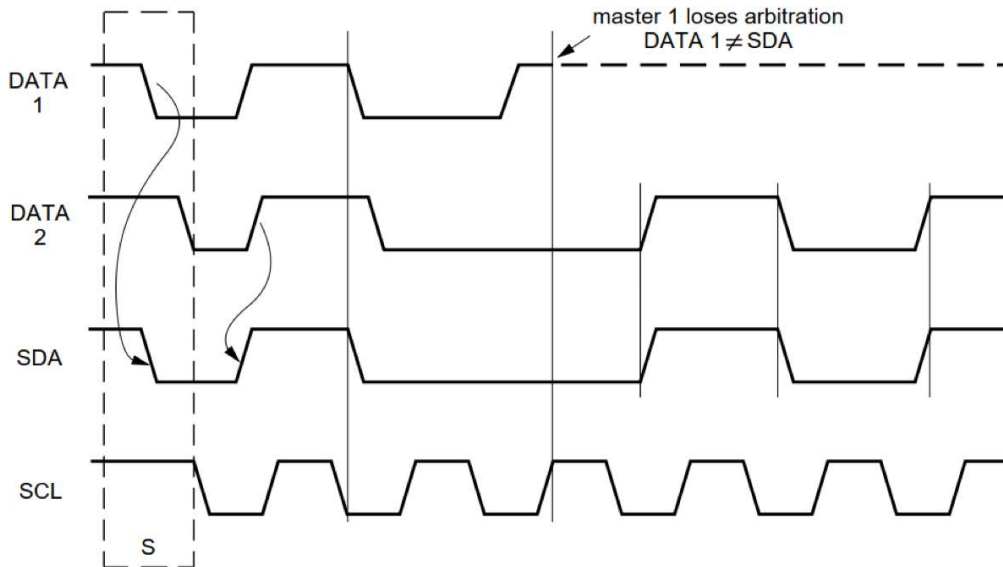 master 1 loses arbitration
DATA 1 ≠ SDA
DATA
1
DATA
2
SDA
SCL
S